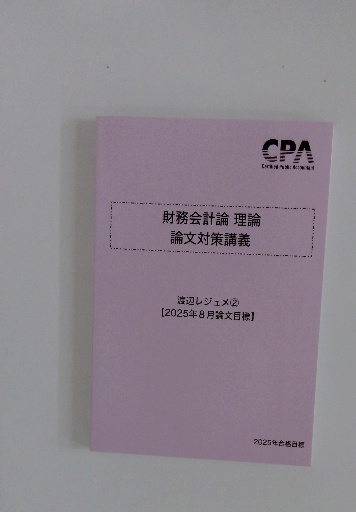 CPA
Certified Public Accountant
財務会計論 理論
論文対策講義
渡辺レジュメ②
【2025年8月論文目標】
2025年合格目標